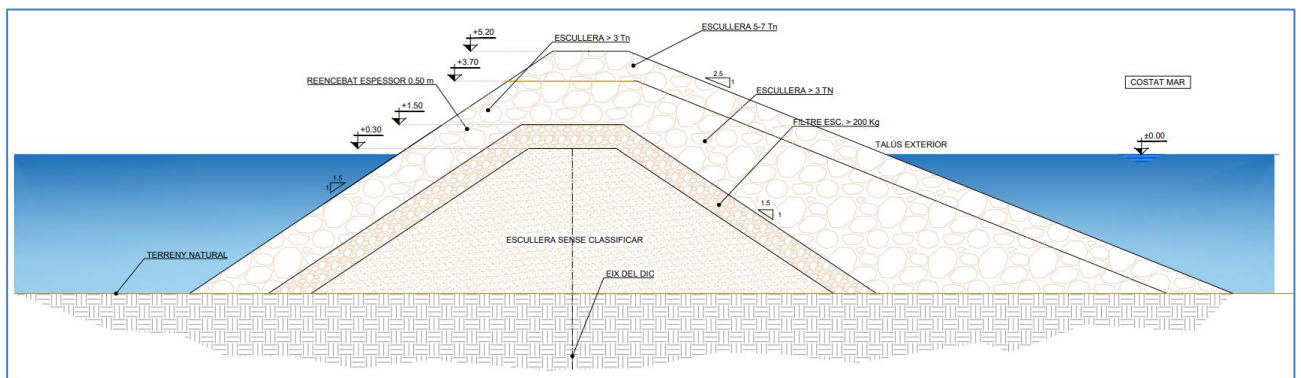 +5.20
ESCULLERA > 3 Tn
ESCULLERA 5-7 Tn
+3.70
REENCEBAT ESPESSOR 0.50 m
2.5
1
COSTAT MAR
ESCULLERA > 3 TN
+1.50
FILTRE ESC. > 200 Kg
+0.30
±0.00
TALÚS EXTERIOR
1.5
1
1.5
1
ESCULLERA SENSE CLASSIFICAR
TERRENY NATURAL
EIX DEL DIC